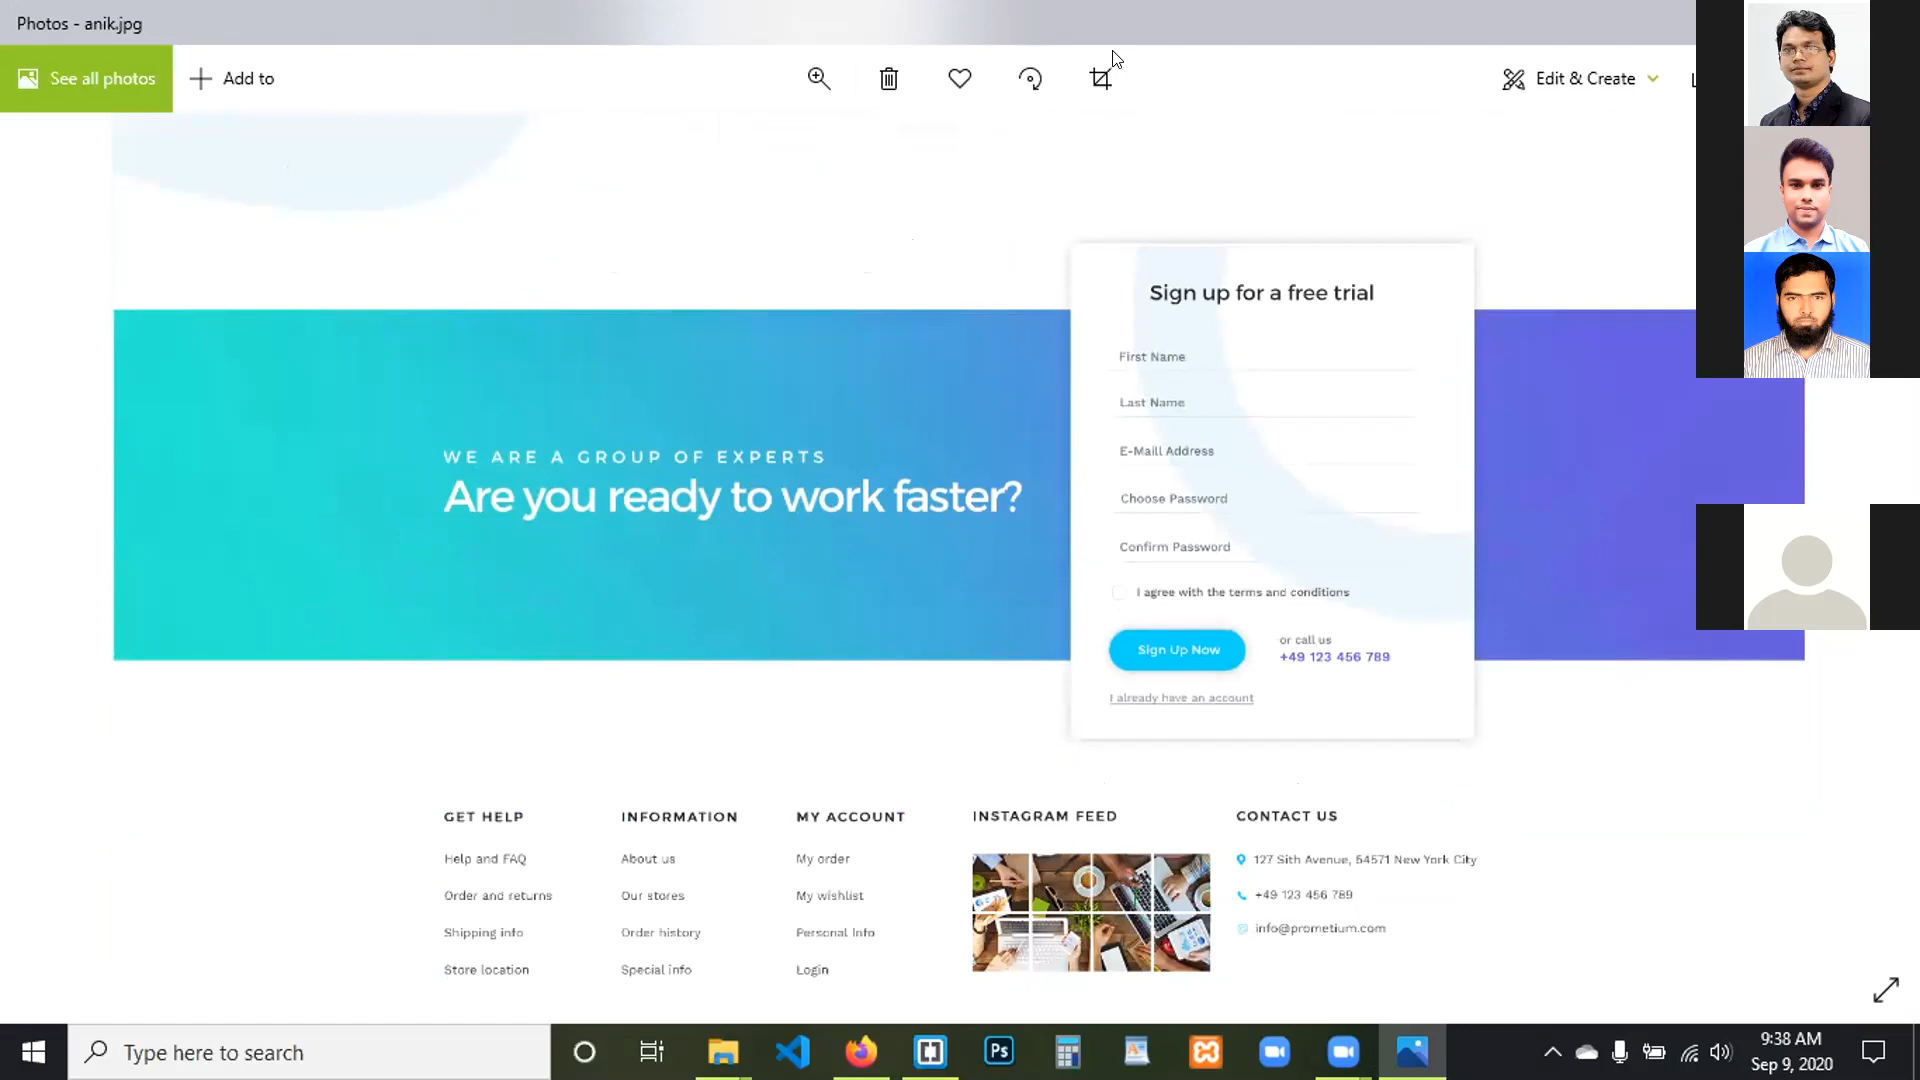 Photos - anik.jpg
See all photos
Add to
Edit & Create
Sign up for a free trial
First Name
Last Name
E-Maill Address
Choose Password
Confirm Password
I agree with the terms and conditions
Sign Up Now
or call us
+49 123 456 789
I already have an account
WE ARE A GROUP OF EXPERTS
Are you ready to work faster?
GET HELP
Help and FAQ
Order and returns
Shipping info
Store location
INFORMATION
About us
Our stores
Order history
Special info
MY ACCOUNT
My order
My wishlist
Personal Info
Login
INSTAGRAM FEED
CONTACT US
127 Sith Avenue, 54571 New York City
+49 123 456 789
info@prometium.com
Type here to search
Ps
9:38 AM
Sep 9, 2020